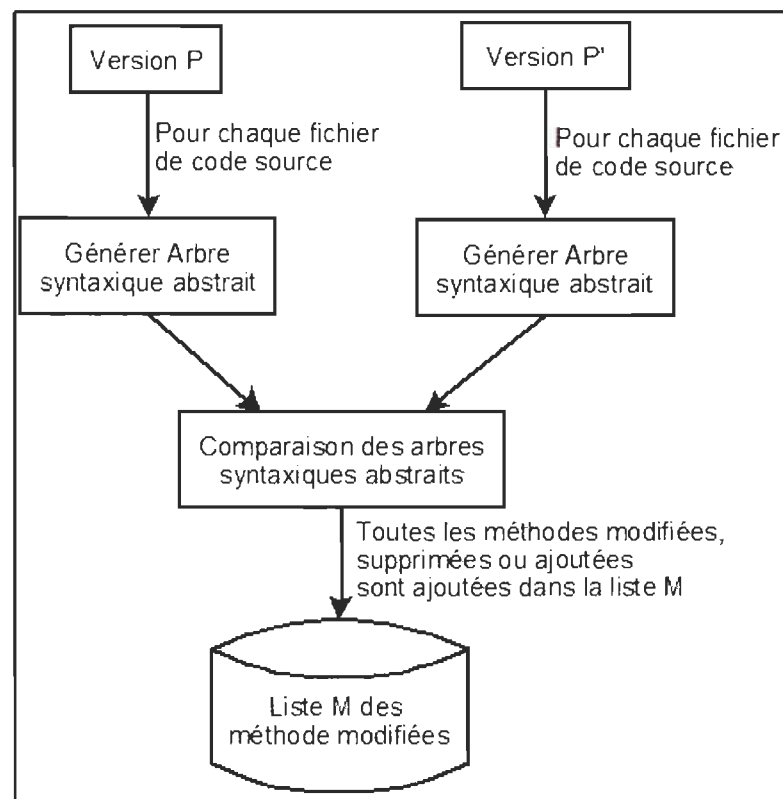 Version P
Version P'
Pour chaque fichier
de code source
Pour chaque fichier
de code source
Générer Arbre
syntaxique abstrait
Générer Arbre
syntaxique abstrait
Comparaison des arbres
syntaxiques abstraits
Toutes les méthodes modifiées,
supprimées ou ajoutées
sont ajoutées dans la liste M
Liste M des
méthode modifiées